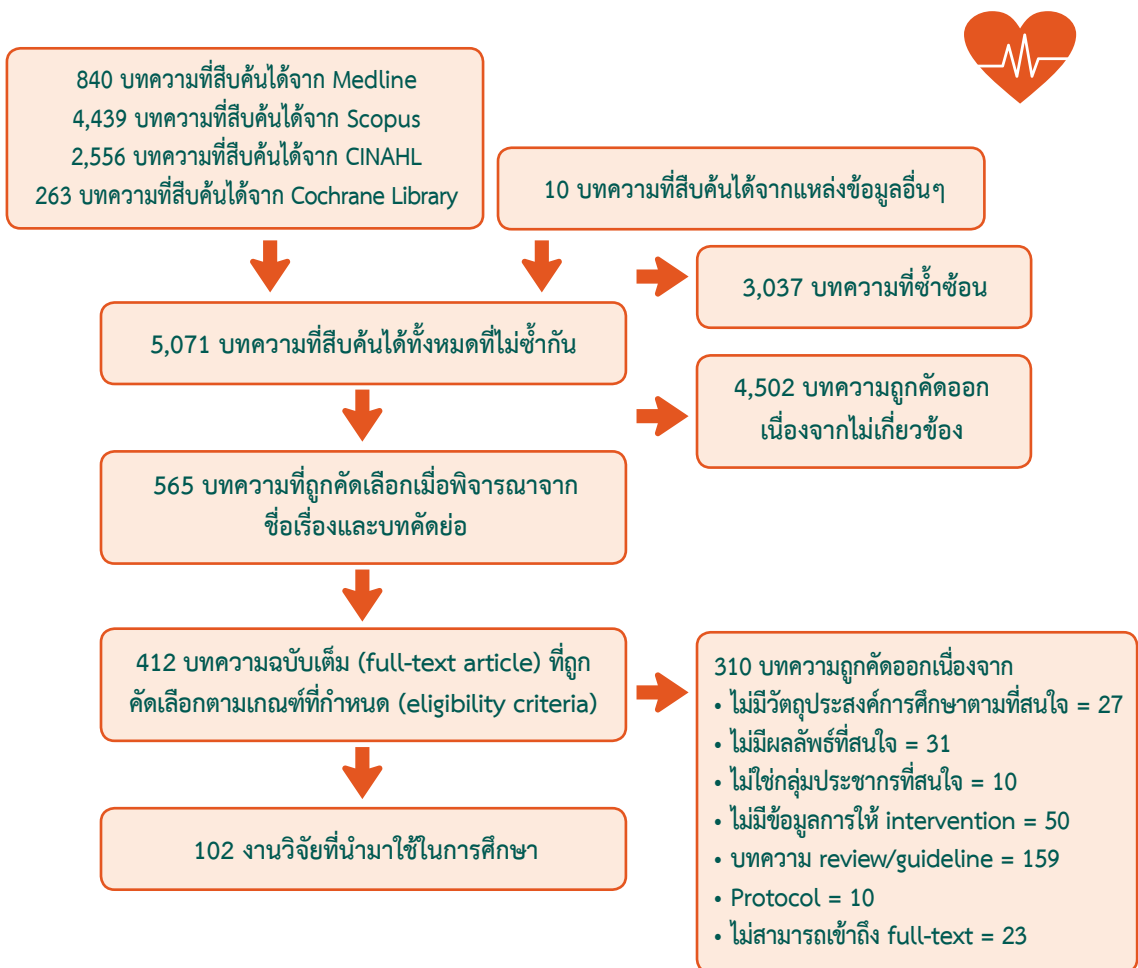 840 บทความที่สืบค้นได้จาก Medline
4,439 บทความที่สืบค้นได้จาก Scopus
2,556 บทความที่สืบค้นได้จาก CINAHL
263 บทความที่สืบค้นได้จาก Cochrane Library
10 บทความที่สืบค้นได้จากแหล่งข้อมูลอื่นๆ
3,037 บทความที่ซ้ำซ้อน
5,071 บทความที่สืบค้นได้ทั้งหมดที่ไม่ซ้ำกัน
4,502 บทความถูกคัดออก
เนื่องจากไม่เกี่ยวข้อง
565 บทความที่ถูกคัดเลือกเมื่อพิจารณาจาก
ชื่อเรื่องและบทคัดย่อ
412 บทความฉบับเต็ม (full-text article) ที่ถูก
คัดเลือกตามเกณฑ์ที่กำหนด (eligibility criteria)
310 บทความถูกคัดออกเนื่องจาก
• ไม่มีวัตถุประสงค์การศึกษาตามที่สนใจ = 27
• ไม่มีผลลัพธ์ที่สนใจ = 31
• ไม่ใช่กลุ่มประชากรที่สนใจ = 10
• ไม่มีข้อมูลการให้ intervention = 50
• บทความ review/guideline = 159
• Protocol = 10
• ไม่สามารถเข้าถึง full-text = 23
102 งานวิจัยที่นำมาใช้ในการศึกษา